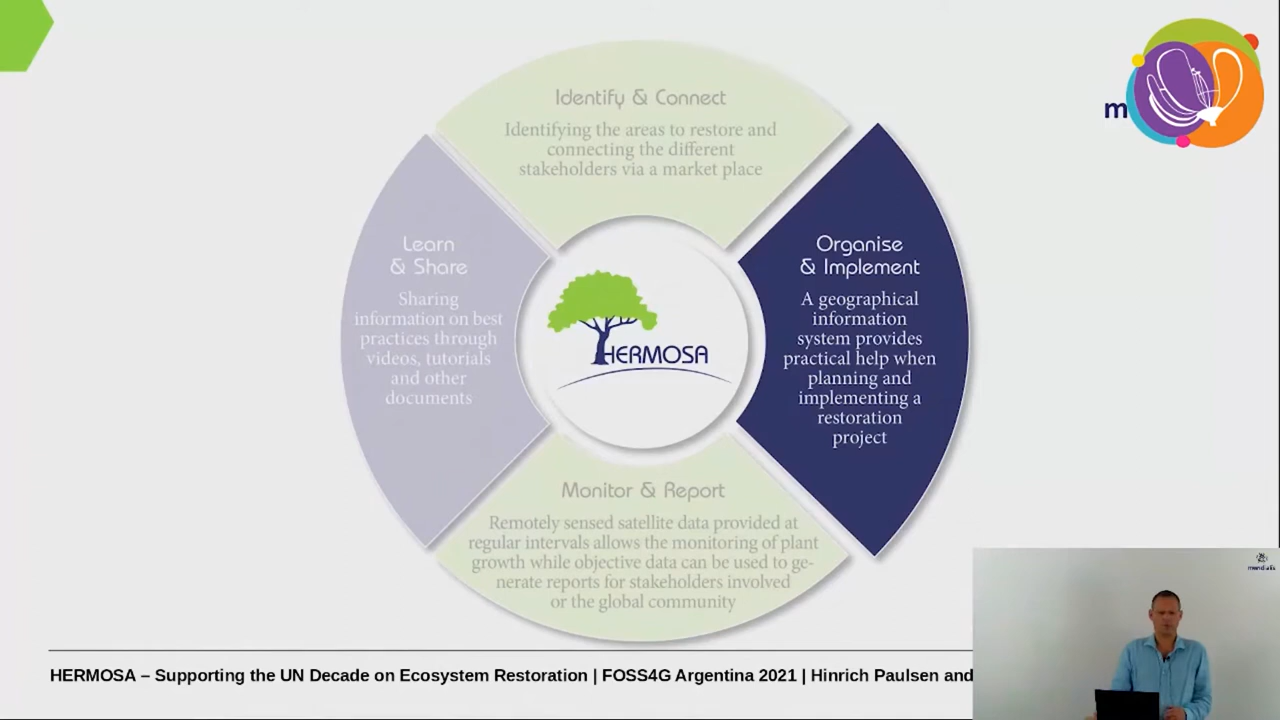 Identify & Connect
Identifying the areas to restore and
connecting the different
stakeholders via a market place
m
Learn
& Share
Sharing
information on best
practices through
videos, tutorials
and other
documents
HERMOSA
Organise
& Implement
A geographical
information
system provides
practical help when
planning and
implementing a
restoration
project
Monitor & Report
Remotely sensed satellite data provided at
regular intervals allows the monitoring of plant
growth while objective data can be used to ge-
nerate reports for stakeholders involved
or the global community
mundialis
HERMOSA – Supporting the UN Decade on Ecosystem Restoration | FOSS4G Argentina 2021 | Hinrich Paulsen and